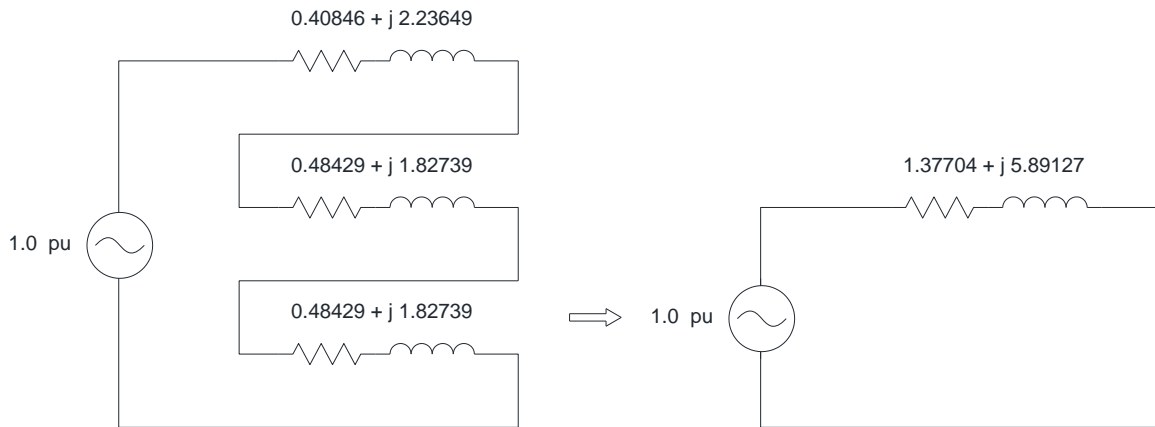 0.40846 + j 2.23649
0.48429 + j 1.82739
1.0 pu
0.48429 + j 1.82739
1.37704 + j 5.89127
1.0 pu